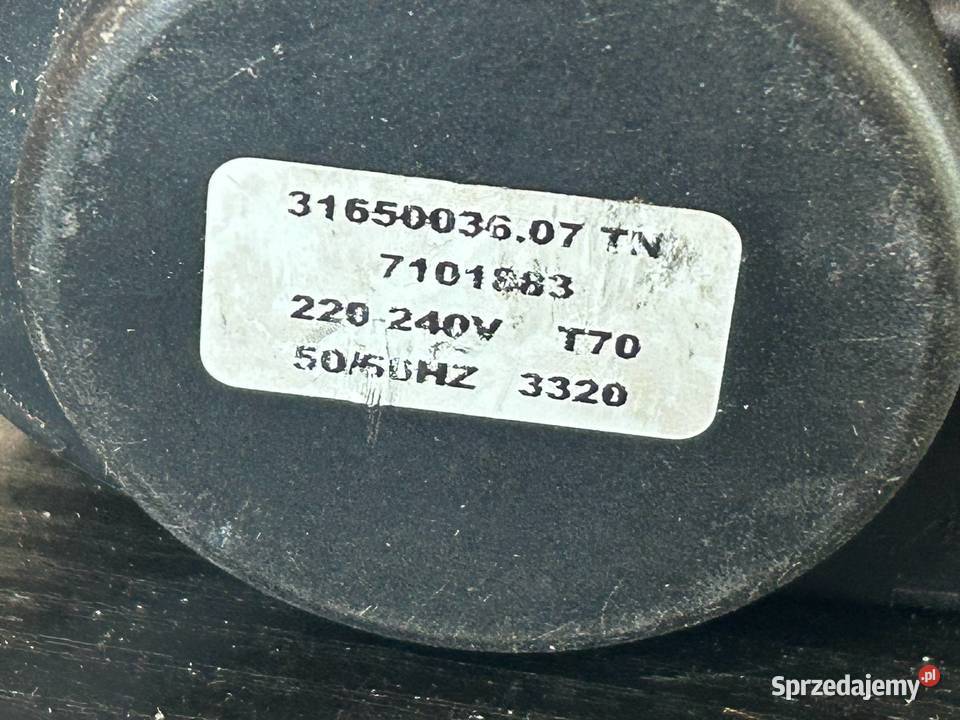 31650036.07 TN
7101883
220-240V T70
50/60HZ 3320
Sprzedajemy.pl